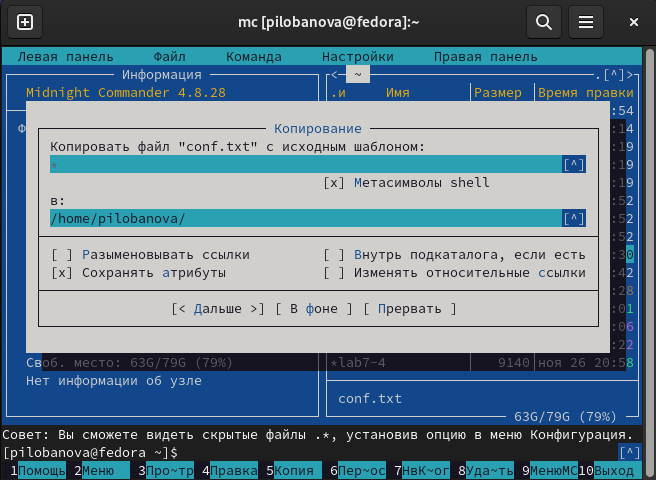 mc [pilobanova@fedora]:~
Левая панель Файл Команда Настройки Правая панель
Информация <— ~ .[^]>
Midnight Commander 4.8.28 .и Имя Размер Время правки
:54
Ф Копирование 14
Копировать файл "conf.txt" с исходным шаблоном: :19
* [^] :19
[x] Метасимволы shell :19
в: :52
/home/pilobanova/ [^] :52
:52
[ ] Разыменовывать ссылки [ ] Внутрь подкаталога, если есть :30
[x] Сохранять атрибуты [ ] Изменять относительные ссылки :42
:28
[< Дальше >] [ В фоне ] [ Прервать ] :01
:06
:22
Своб. место: 63G/79G (79%) *lab7-4 9140 ноя 26 20:58
Нет информации об узле
conf.txt
63G/79G (79%)
Совет: Вы сможете видеть скрытые файлы .*, установив опцию в меню Конфигурация.
[pilobanova@fedora ~]$ [^]
1Помощь 2Меню 3Про~тр 4Правка 5Копия 6Пер~ос 7НвК~ог 8Уда~ть 9МенюMC 10Выход